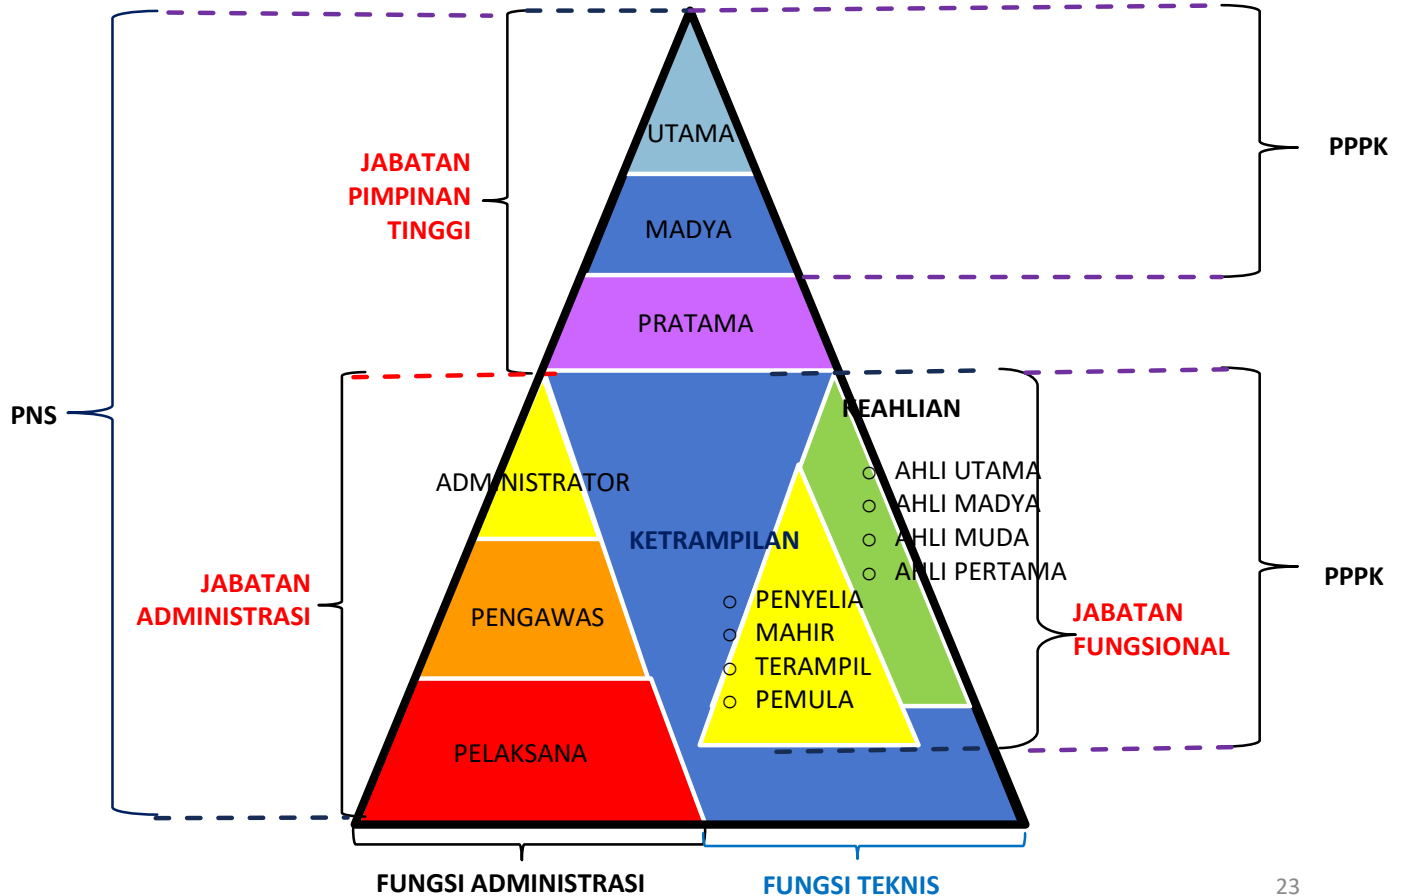 UTAMA
PPPK
JABATAN
PIMPINAN
TINGGI
MADYA
PRATAMA
PNS
KEAHLIAN
○ AHLI UTAMA
○ AHLI MADYA
○ AHLI MUDA
○ AHLI PERTAMA
ADMINISTRATOR
KETRAMPILAN
PPPK
JABATAN
ADMINISTRASI
○ PENYELIA
○ MAHIR
○ TERAMPIL
○ PEMULA
PENGAWAS
JABATAN
FUNGSIONAL
PELAKSANA
FUNGSI ADMINISTRASI
FUNGSI TEKNIS
23